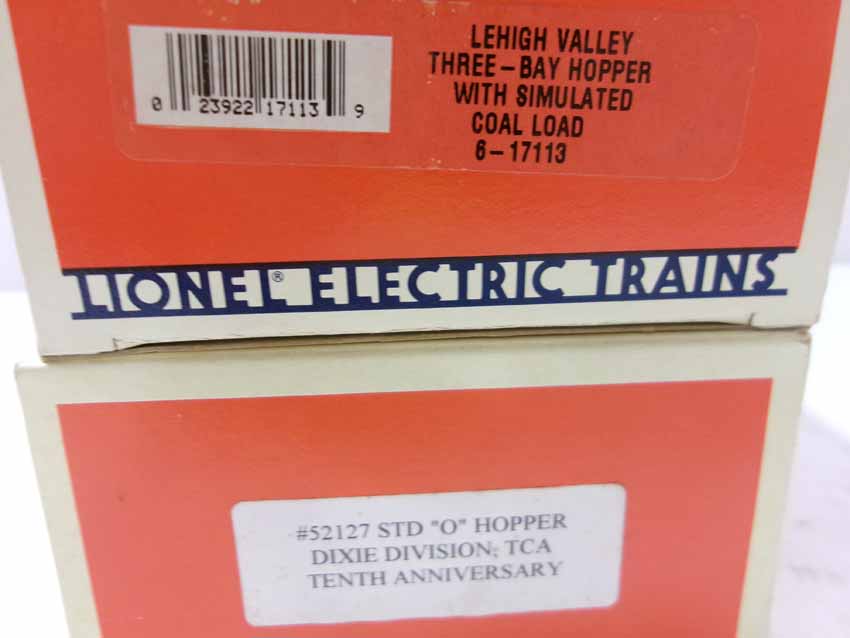 LEHIGH VALLEY
THREE-BAY HOPPER
WITH SIMULATED
COAL LOAD
6-17113
0 23922 17113 9
LIONEL® ELECTRIC TRAINS
#52127 STD "O" HOPPER
DIXIE DIVISION; TCA
TENTH ANNIVERSARY